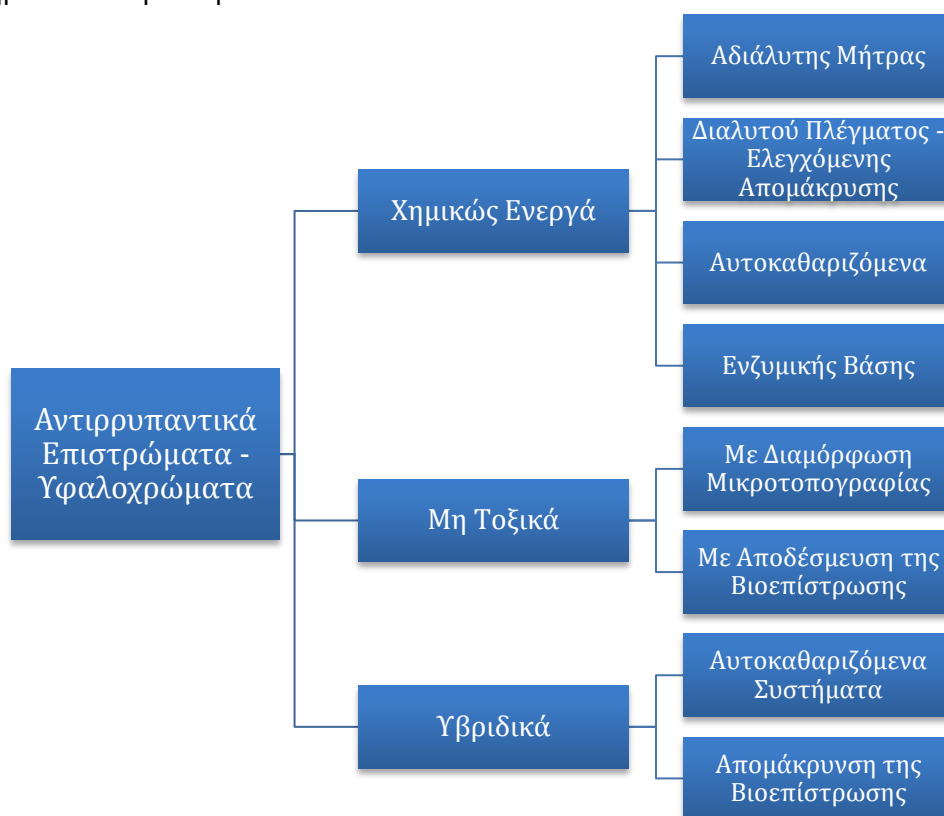 Αδιάλυτης Μήτρας
Διαλυτού Πλέγματος -
Ελεγχόμενης
Απομάκρυσης
Χημικώς Ενεργά
Αυτοκαθαριζόμενα
Ενζυμικής Βάσης
Αντιρρυπαντικά
Επιστρώματα -
Υφαλοχρώματα
Με Διαμόρφωση
Μικροτοπογραφίας
Μη Τοξικά
Με Αποδέσμευση της
Βιοεπίστρωσης
Αυτοκαθαριζόμενα
Συστήματα
Υβριδικά
Απομάκρυνση της
Βιοεπίστρωσης